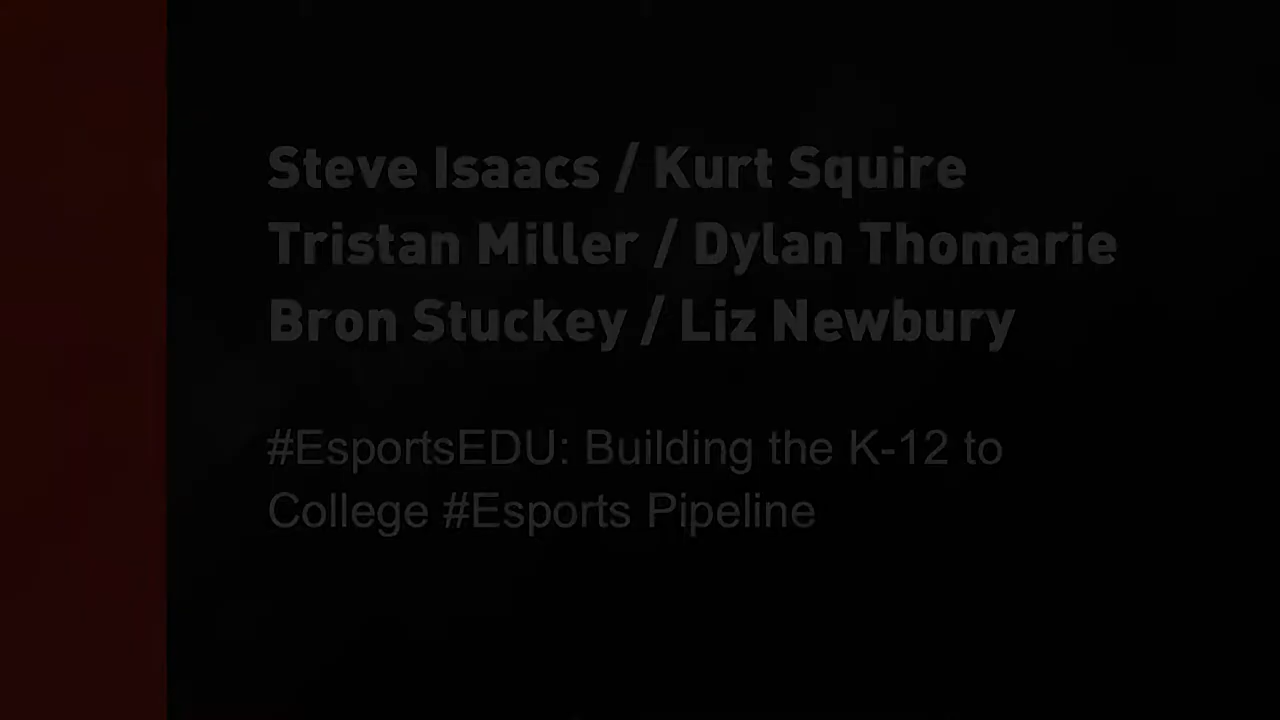 Steve Isaacs / Kurt Squire
Tristan Miller / Dylan Thomarie
Bron Stuckey / Liz Newbury
#EsportsEDU: Building the K-12 to
College #Esports Pipeline